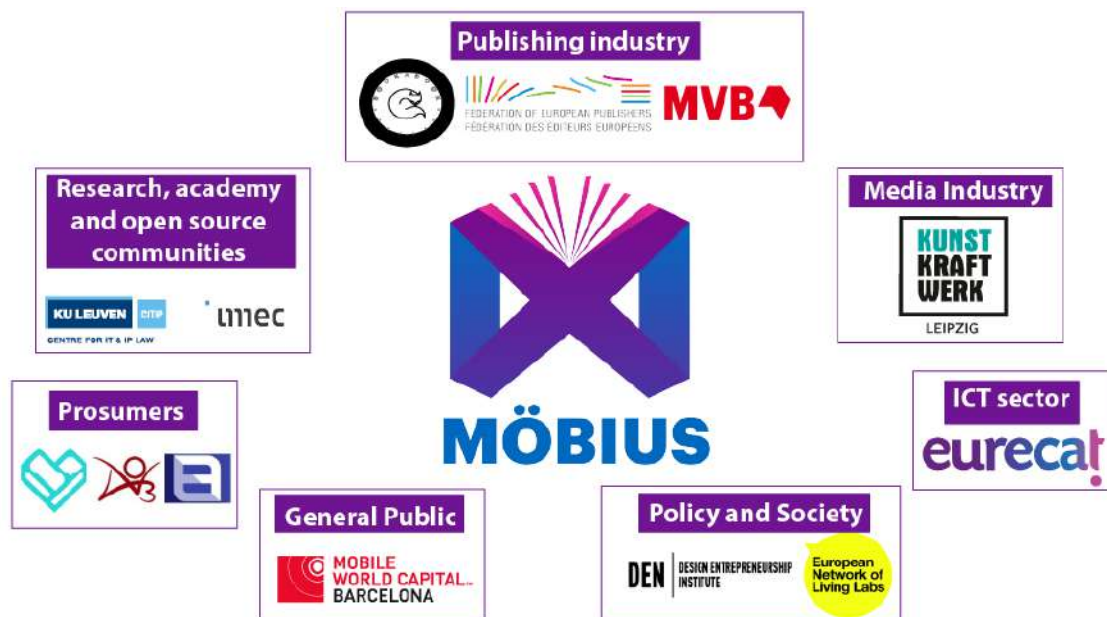 Publishing industry
FEDERATION OF EUROPEAN PUBLISHERS
FÉDÉRATION DES ÉDITEURS EUROPÉENS
MVB
Research, academy
and open source
communities
KU LEUVEN
CITIP
CENTRE FOR IT & IP LAW
imec
Media Industry
KUNST
KRAFT
WERK
LEIPZIG
MÖBIUS
Prosumers
ICT sector
eurecat
General Public
MOBILE
WORLD CAPITAL
BARCELONA
Policy and Society
DEN
DESIGN ENTREPRENEURSHIP
INSTITUTE
European
Network of
Living Labs